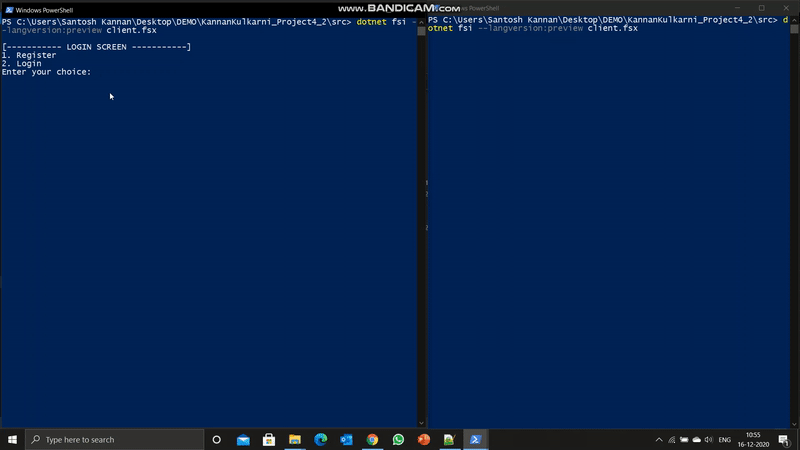 Windows PowerShell
www.BANDICAM.com
PS C:\Users\Santosh Kannan\Desktop\DEMO\KannanKulkarni_Project4_2\src> dotnet fsi -
-langversion:preview client.fsx
[----------- LOGIN SCREEN -----------]
1. Register
2. Login
Enter your choice:
PowerShell
PS C:\Users\Santosh Kannan\Desktop\DEMO\KannanKulkarni_Project4_2\src> d
otnet fsi --langversion:preview client.fsx
Type here to search
ENG
10:55
16-12-2020
1